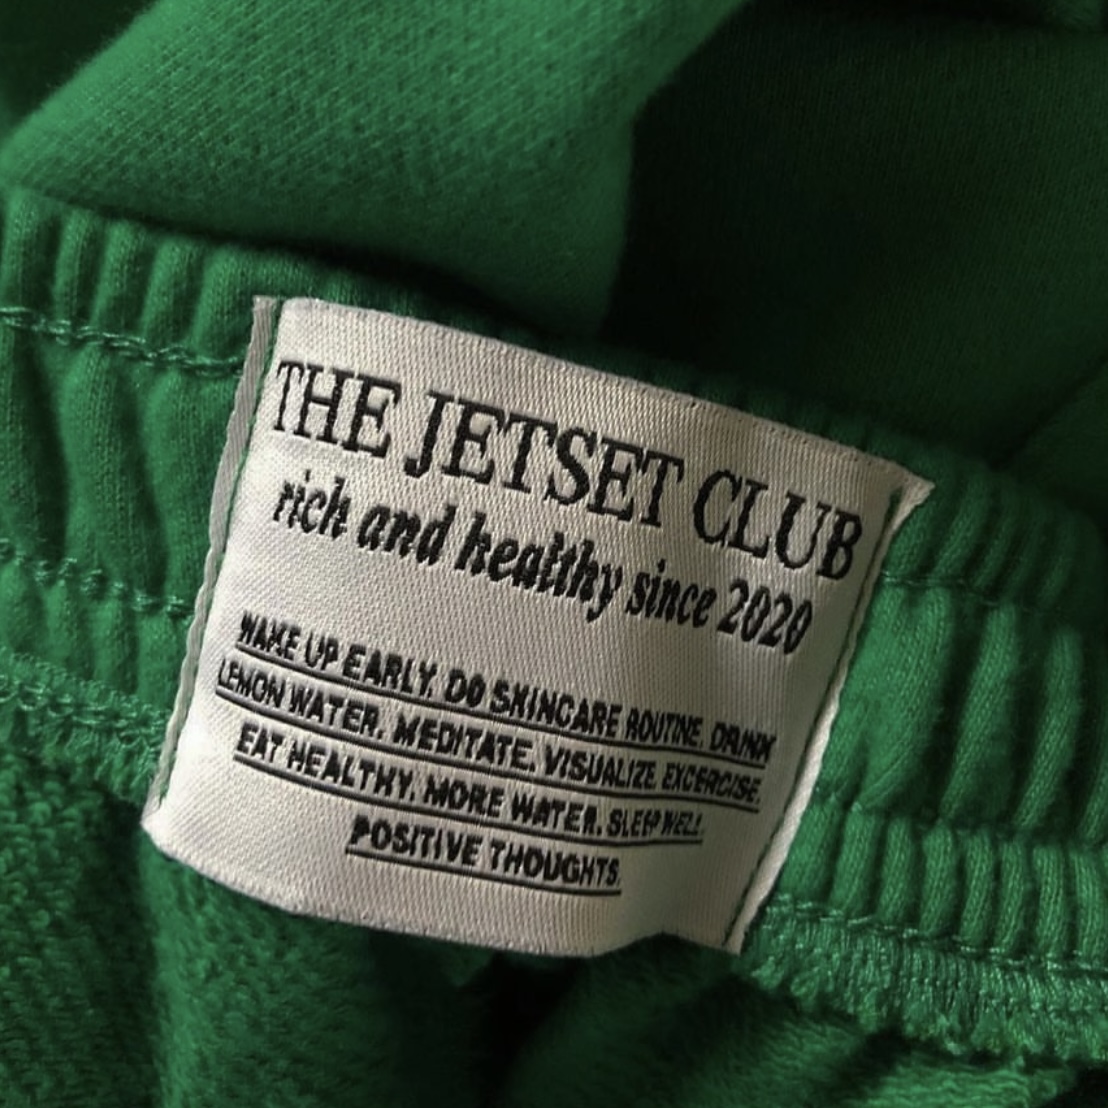 THE JETSET CLUB
rich and healthy since 2020
WAKE UP EARLY. DO SKINCARE ROUTINE. DRINK
LEMON WATER. MEDITATE. VISUALIZE. EXCERCISE.
EAT HEALTHY. MORE WATER. SLEEP WELL.
POSITIVE THOUGHTS.